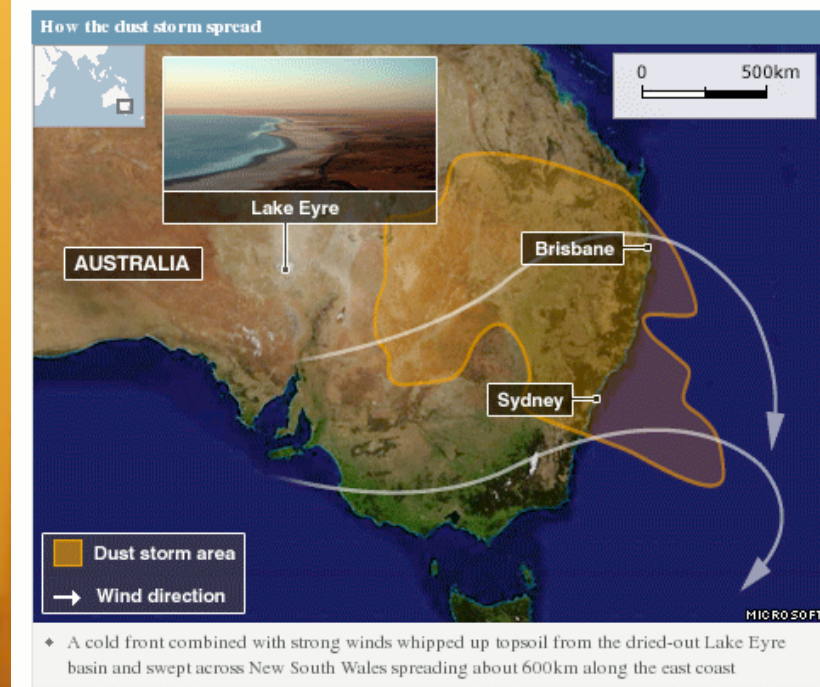 How the dust storm spread
0 500km
Lake Eyre
AUSTRALIA
Brisbane
Sydney
Dust storm area
Wind direction
MICROSOFT
A cold front combined with strong winds whipped up topsoil from the dried-out Lake Eyre
basin and swept across New South Wales spreading about 600km along the east coast